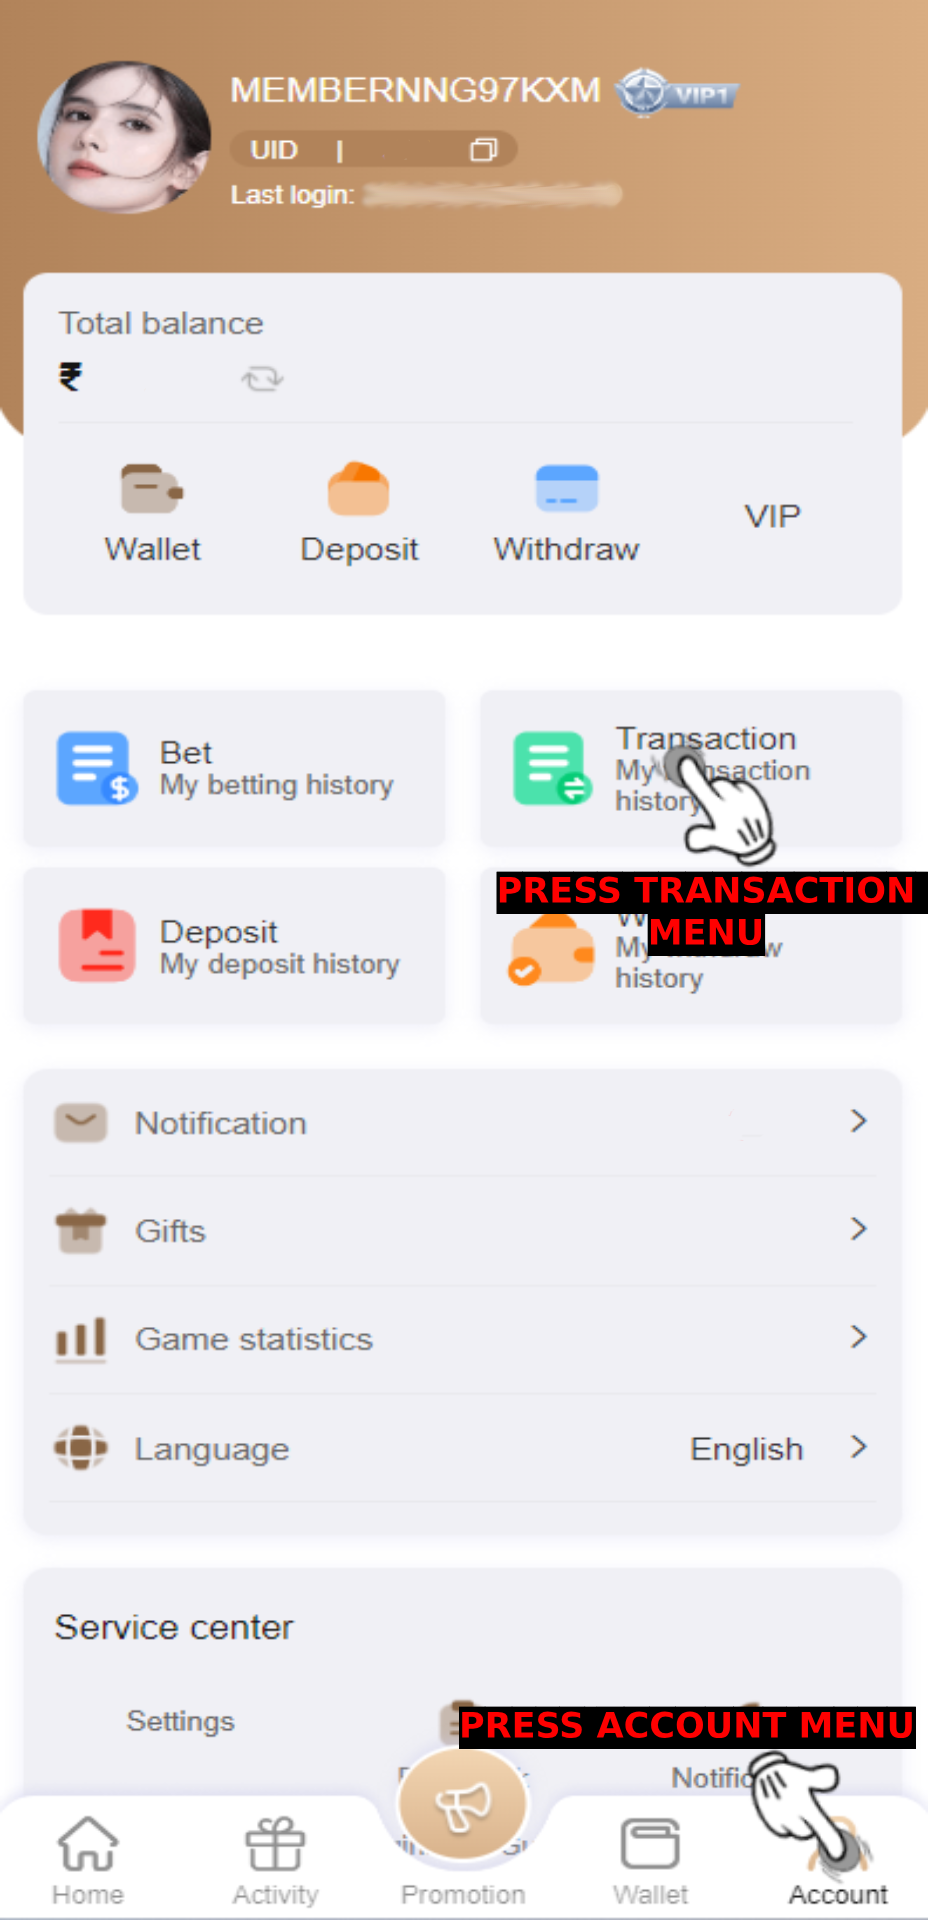 MEMBERNNG97KXM VIP1
UID |
Last login:
Total balance
₹
Wallet Deposit Withdraw VIP
Bet
My betting history
Transaction
My transaction
history
PRESS TRANSACTION
MENU
Deposit
My deposit history
My
history
Notification
Gifts
Game statistics
Language English
Service center
Settings
PRESS ACCOUNT MENU
Home Activity Promotion Wallet Account